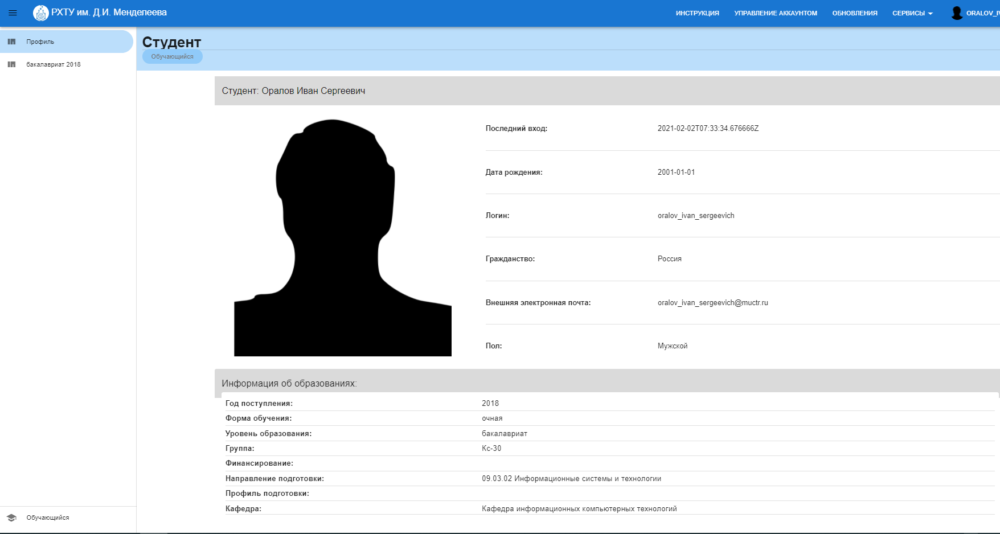 РХТУ им. Д.И. Менделеева
ИНСТРУКЦИЯ УПРАВЛЕНИЕ АККАУНТОМ ОБНОВЛЕНИЯ СЕРВИСЫ ORALOV_IV
Профиль
бакалавриат 2018
Студент
Обучающийся
Студент: Оралов Иван Сергеевич
Последний вход: 2021-02-02T07:33:34.676666Z
Дата рождения: 2001-01-01
Логин: oralov_ivan_sergeevich
Гражданство: Россия
Внешняя электронная почта: oralov_ivan_sergeevich@muctr.ru
Пол: Мужской
Информация об образованиях:
Год поступления: 2018
Форма обучения: очная
Уровень образования: бакалавриат
Группа: Кс-30
Финансирование:
Направление подготовки: 09.03.02 Информационные системы и технологии
Профиль подготовки:
Кафедра: Кафедра информационных компьютерных технологий
Обучающийся